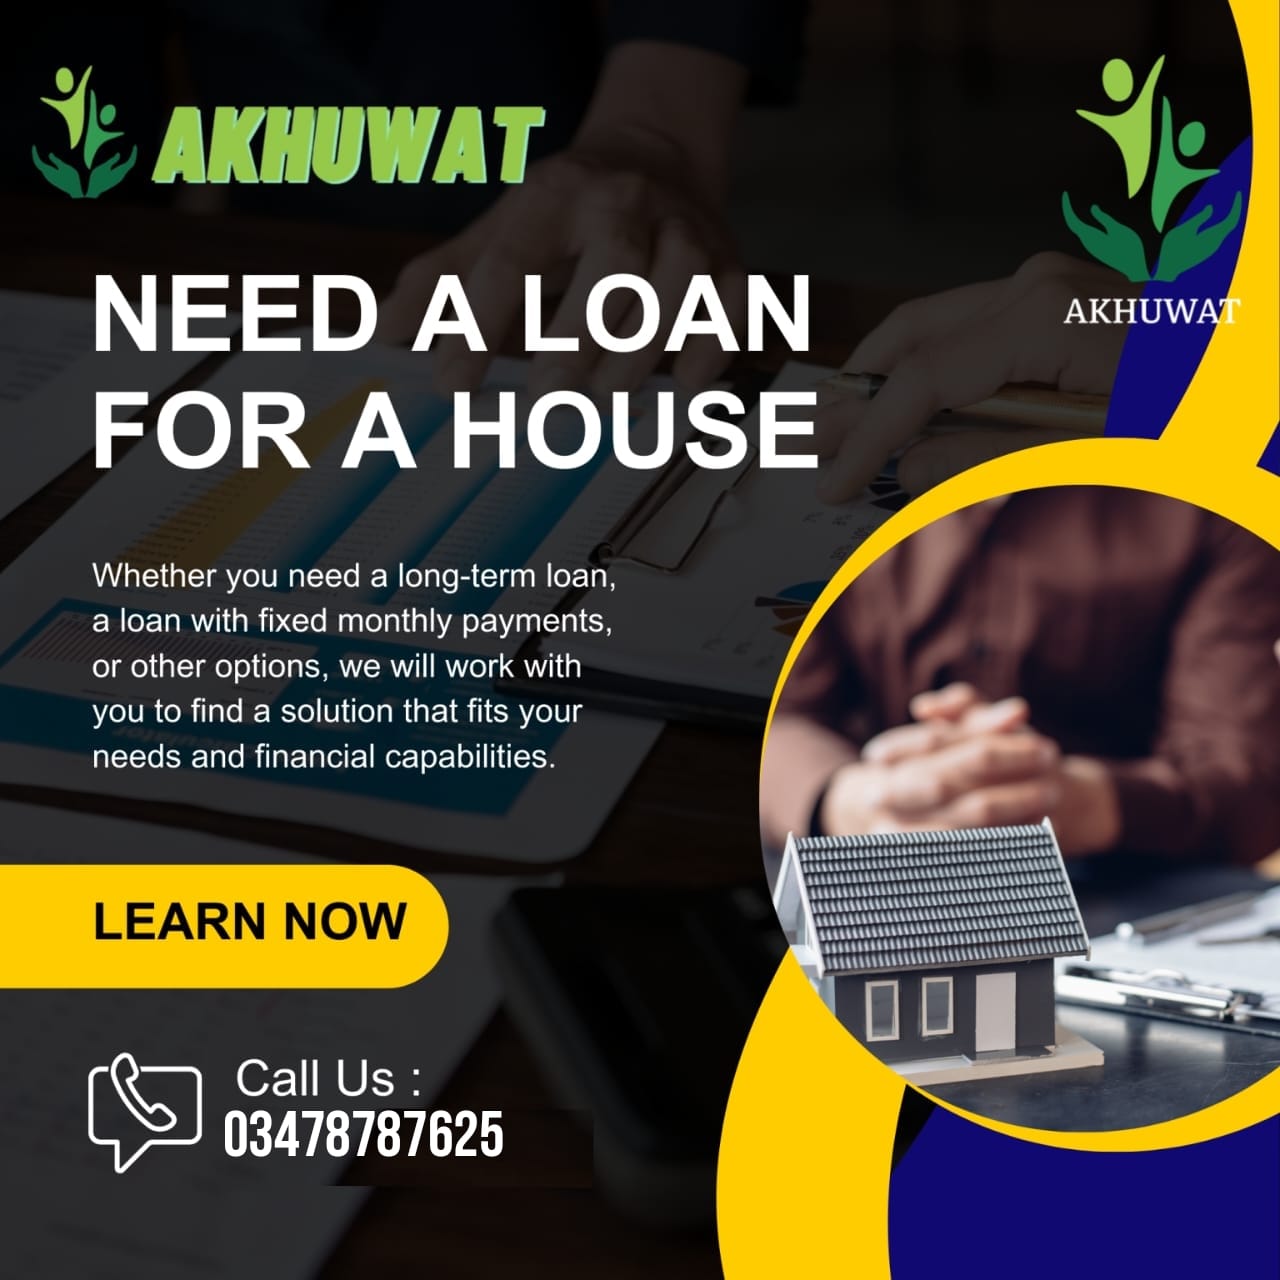 AKHUWAT
AKHUWAT
NEED A LOAN
FOR A HOUSE
Whether you need a long-term loan,
a loan with fixed monthly payments,
or other options, we will work with
you to find a solution that fits your
needs and financial capabilities.
LEARN NOW
Call Us :
03478787625